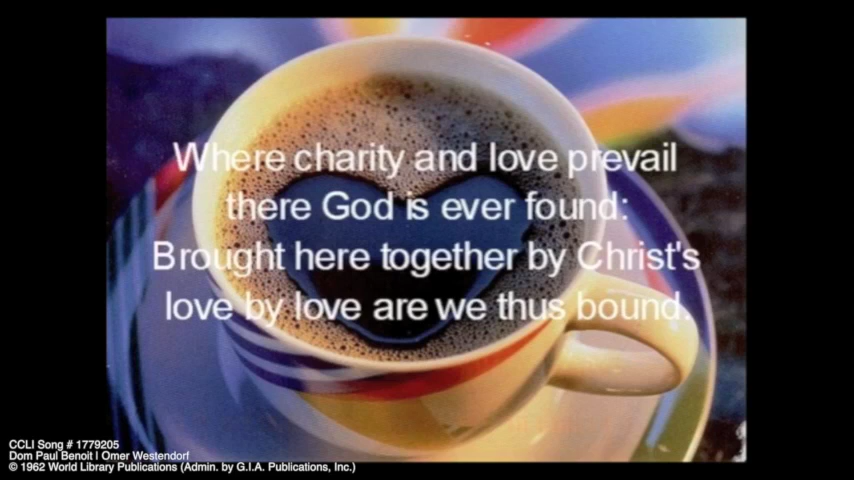 Where charity and love prevail
there God is ever found:
Brought here together by Christ's
love by love are we thus bound.
CCLI Song # 1779205
Dom Paul Benoit | Omer Westendorf
© 1962 World Library Publications (Admin. by G.I.A. Publications, Inc.)